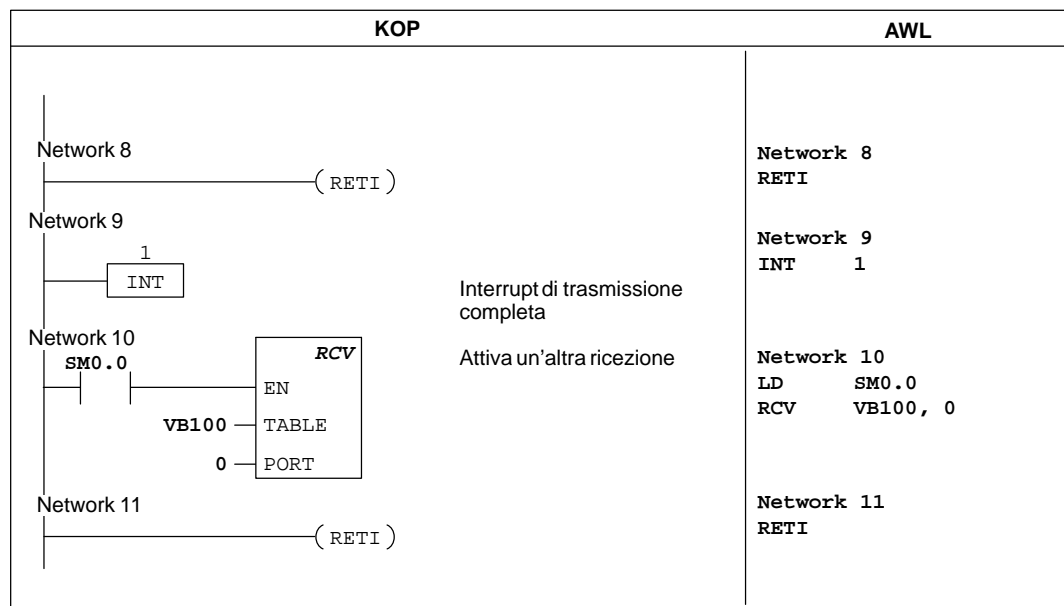 KOP
AWL
Network 8
( RETI )
Network 9
1
INT
Interrupt di trasmissione
completa
Network 10
SM0.0
RCV
Attiva un'altra ricezione
EN
VB100
TABLE
0
PORT
Network 11
( RETI )
Network 8
RETI
Network 9
INT 1
Network 10
LD SM0.0
RCV VB100, 0
Network 11
RETI